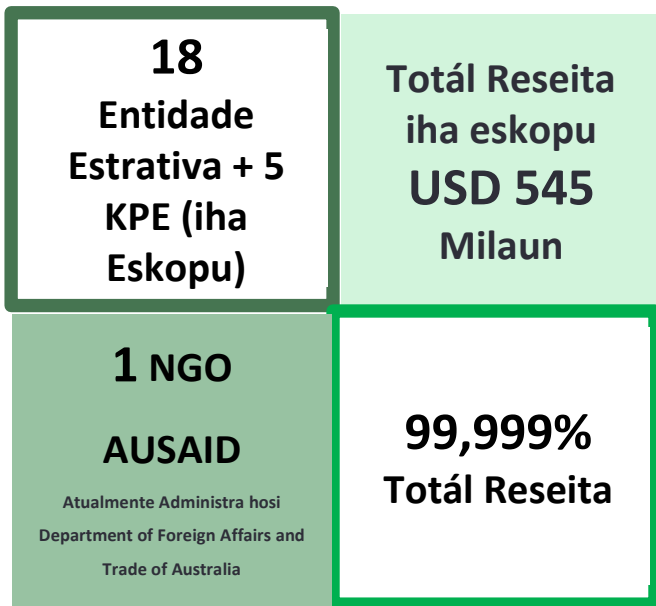 18
Entidade
Estrativa + 5
KPE (iha
Eskopu)
Totál Reseita
iha eskopu
USD 545
Milaun
1 NGO
AUSAID
Atualmente Administra hosi
Department of Foreign Affairs and
Trade of Australia
99,999%
Totál Reseita